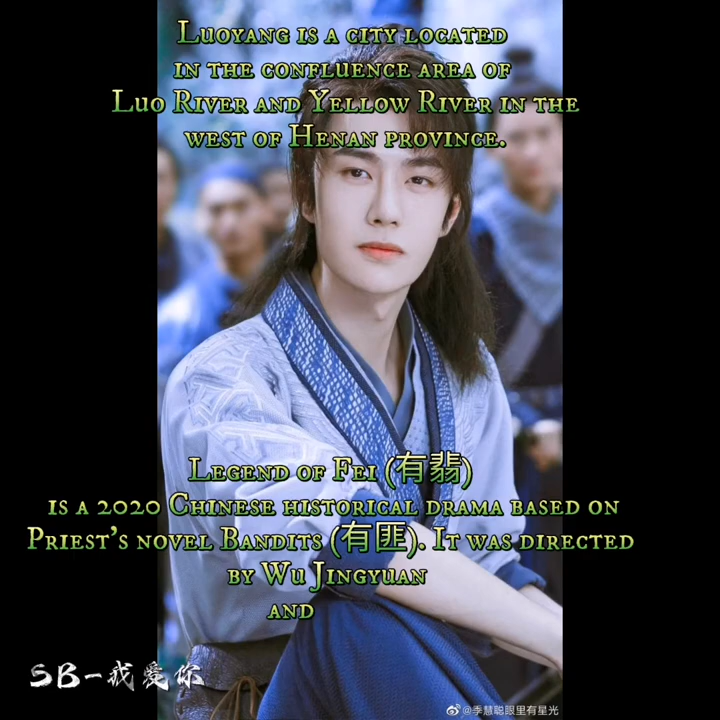 Luoyang is a city located
in the confluence area of
Luo River and Yellow River in the
west of Henan province.
Legend of Fei (有翡)
is a 2020 Chinese historical drama based on
Priest's novel Bandits (有匪). It was directed
by Wu Jingyuan
and
SB-我爱你
@季慧聪眼里有星光